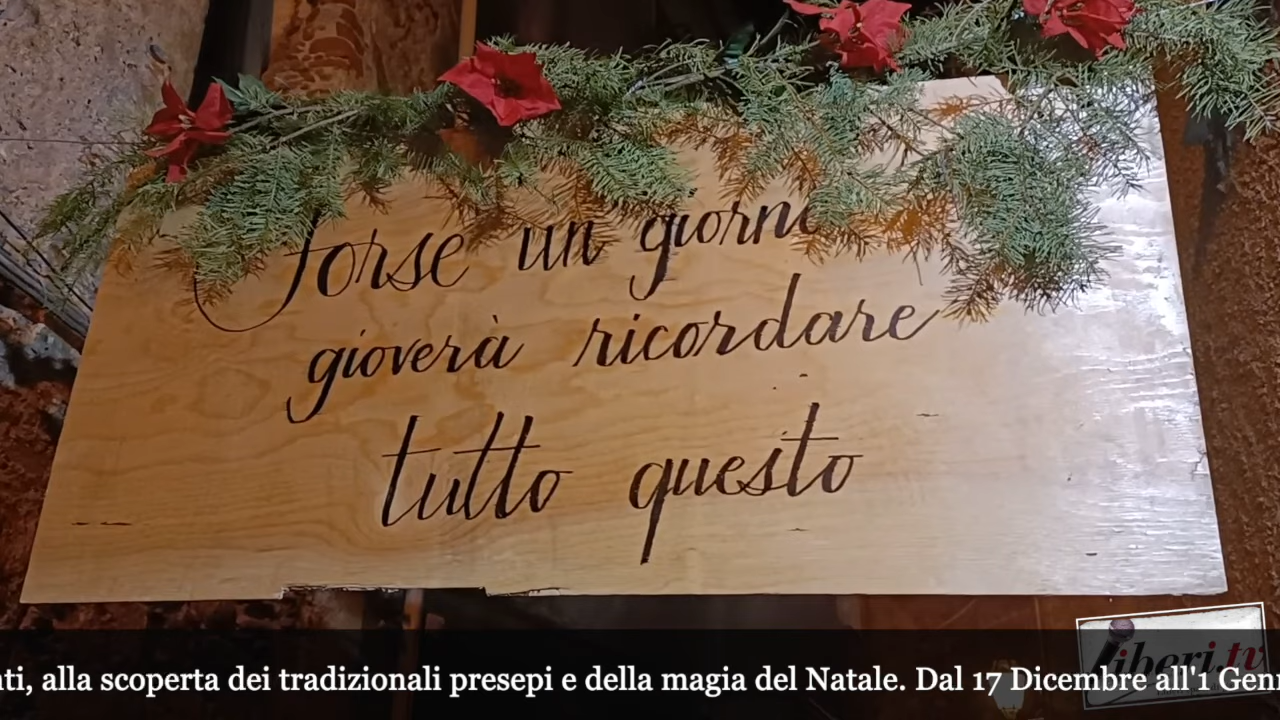 forse un giorno
gioverà ricordare
tutto questo
liberi.tv
nti, alla scoperta dei tradizionali presepi e della magia del Natale. Dal 17 Dicembre all'1 Genn